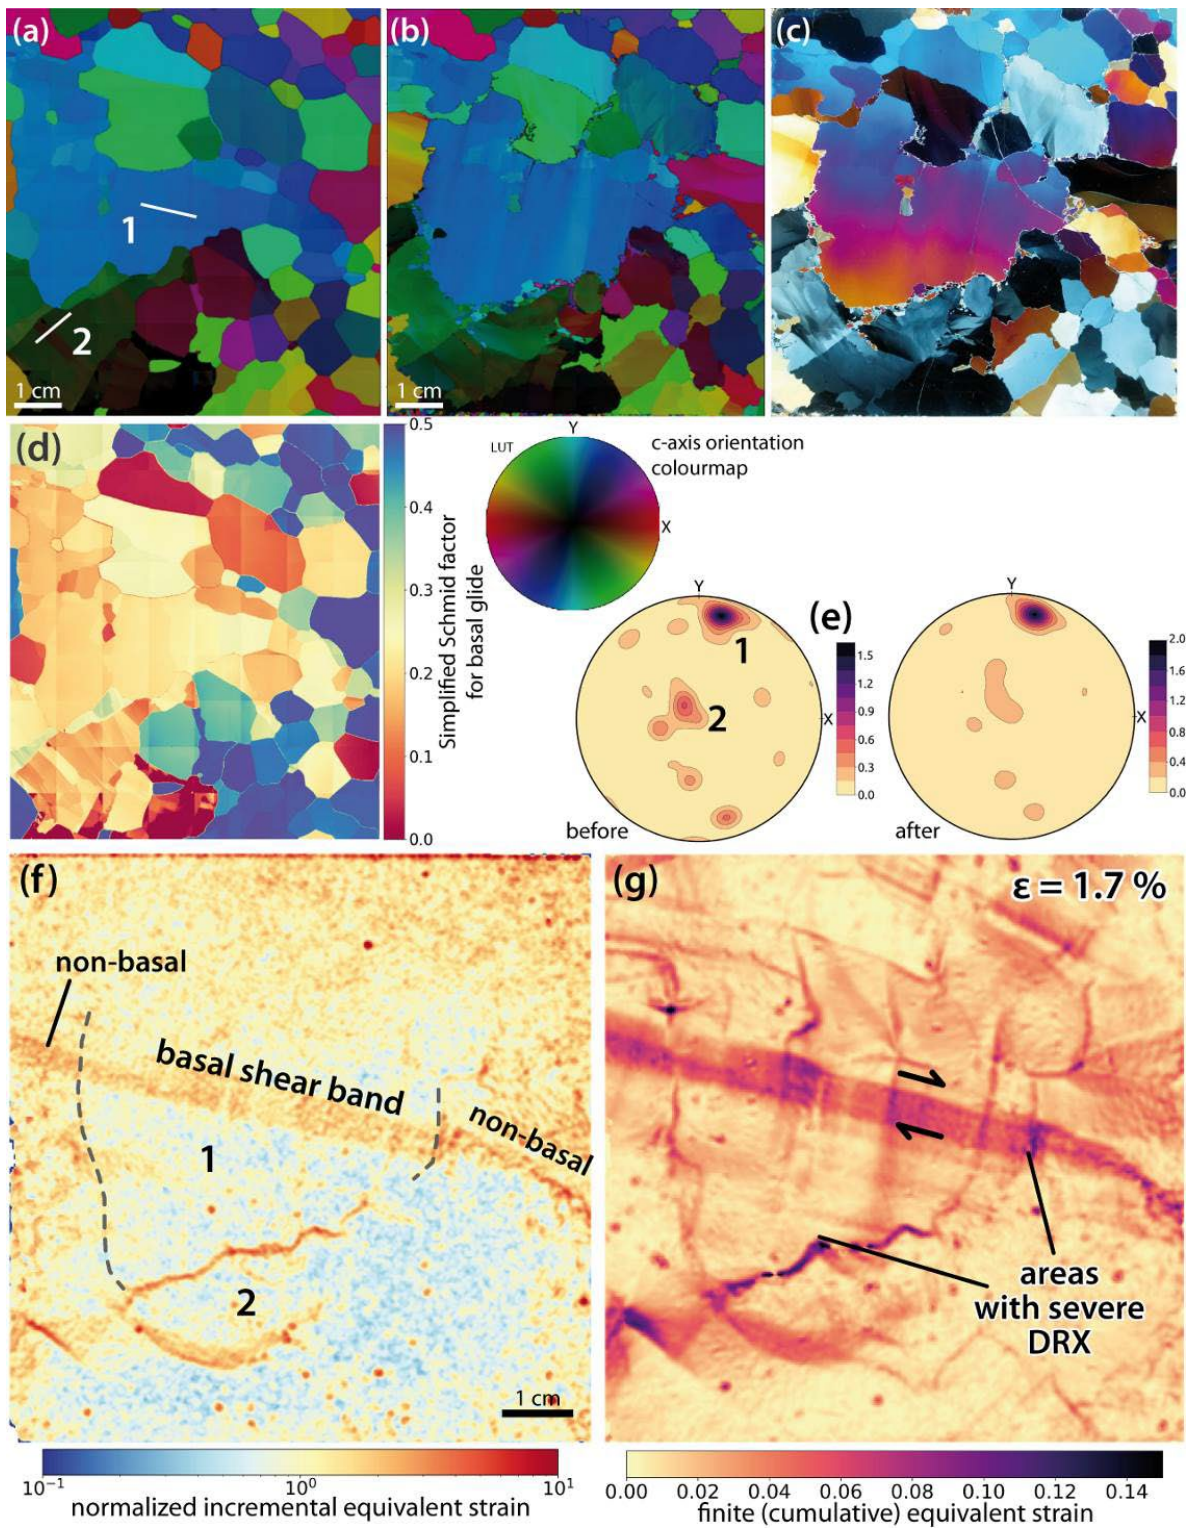 (a)
(b)
(c)
1
2
1 cm
1 cm
1 cm
(d)
0.5
0.4
0.3
0.2
0.1
0.0
Simplified Schmid factor
for basal glide
LUT
Y
X
c-axis orientation
colourmap
(e)
Y
X
1
2
before
1.5
1.2
0.9
0.6
0.3
0.0
Y
X
after
2.0
1.6
1.2
0.8
0.4
0.0
(f)
non-basal
basal shear band
non-basal
1
2
1 cm
10⁻¹
10⁰
10¹
normalized incremental equivalent strain
(g)
ε = 1.7 %
areas
with severe
DRX
0.00
0.02
0.04
0.06
0.08
0.10
0.12
0.14
finite (cumulative) equivalent strain